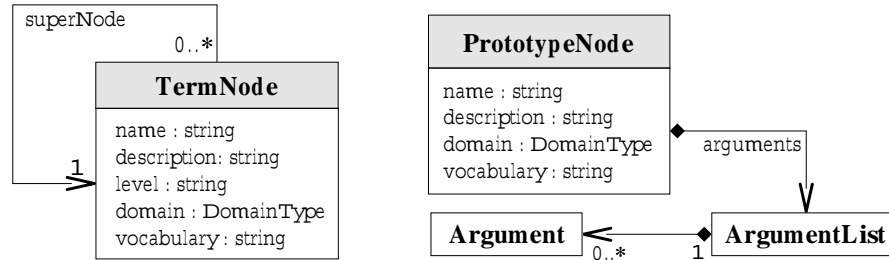 superNode
0..*
TermNode
name : string
description: string
level : string
domain : DomainType
vocabulary : string
1
PrototypeNode
name : string
description : string
domain : DomainType
vocabulary : string
arguments
Argument
0..*
1
ArgumentList